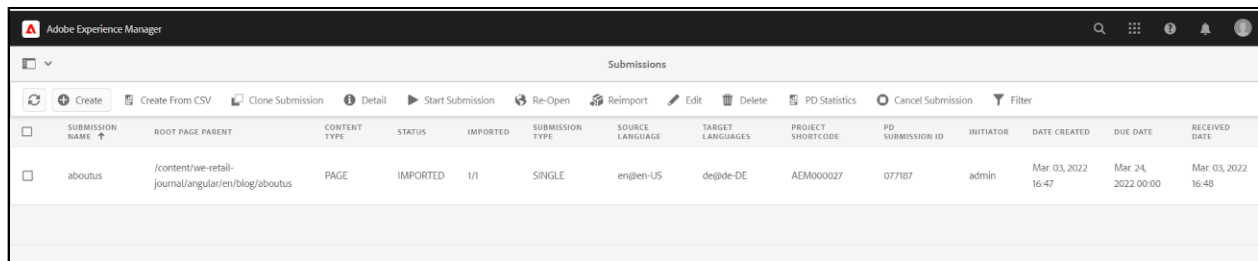 Adobe Experience Manager
Submissions
Create Create From CSV Clone Submission Detail Start Submission Re-Open Reimport Edit Delete PD Statistics Cancel Submission Filter
SUBMISSION NAME ROOT PAGE PARENT CONTENT TYPE STATUS IMPORTED SUBMISSION TYPE SOURCE LANGUAGE TARGET LANGUAGES PROJECT SHORTCODE PD SUBMISSION ID INITIATOR DATE CREATED DUE DATE RECEIVED DATE
aboutus /content/we-retail-journal/angular/en/blog/aboutus PAGE IMPORTED 1/1 SINGLE en@en-US de@de-DE AEM000027 077187 admin Mar. 03, 2022 16:47 Mar. 24, 2022 00:00 Mar. 03, 2022 16:48